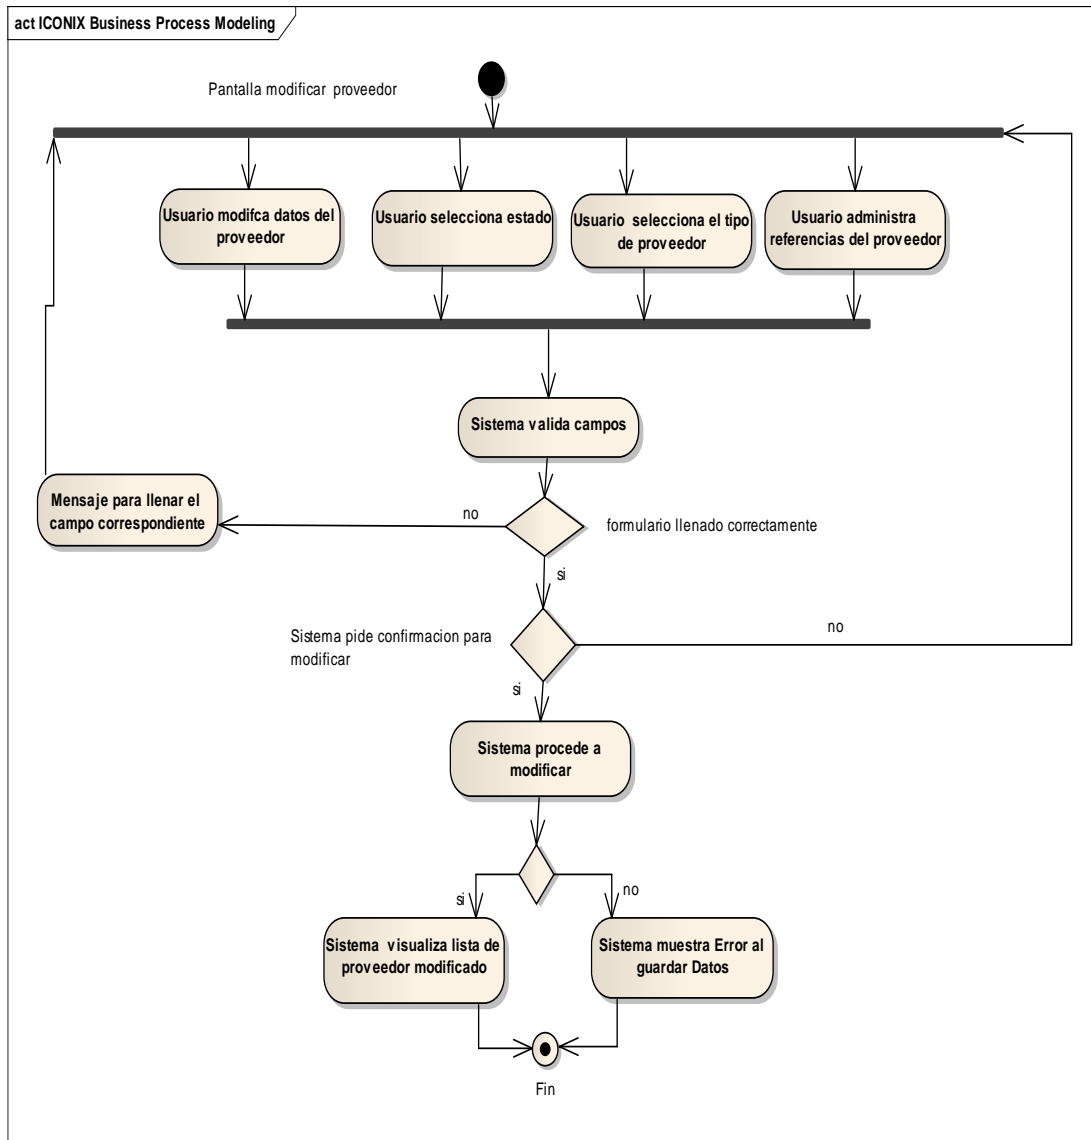 act ICONIX Business Process Modeling
Pantalla modificar proveedor
Usuario modifca datos del
proveedor
Usuario selecciona estado
Usuario selecciona el tipo
de proveedor
Usuario administra
referencias del proveedor
Sistema valida campos
Mensaje para llenar el
campo correspondiente
no
formulario llenado correctamente
si
Sistema pide confirmacion para
modificar
no
si
Sistema procede a
modificar
si
no
Sistema visualiza lista de
proveedor modificado
Sistema muestra Error al
guardar Datos
Fin